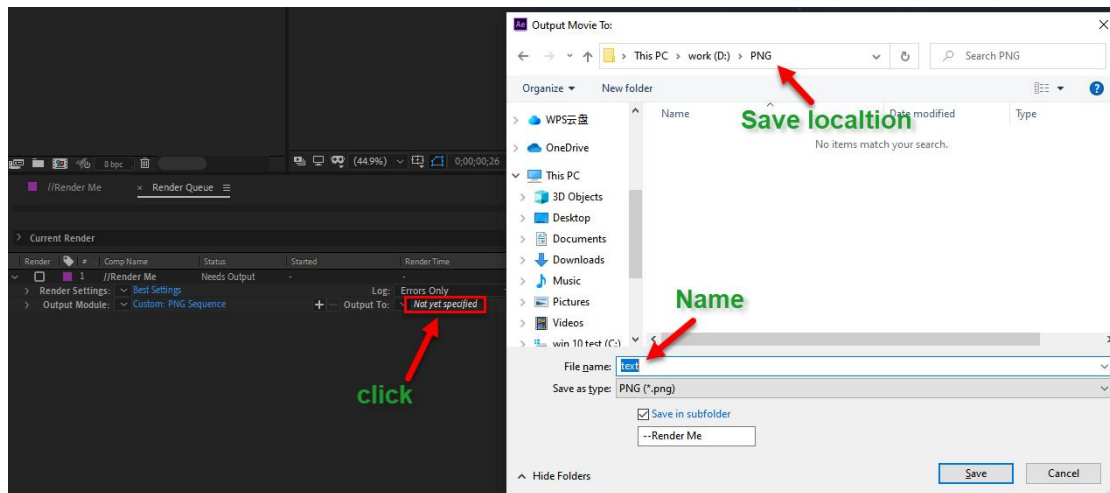 Ae Output Movie To:
This PC > work (D:) > PNG
Search PNG
Organize
New folder
Save localtion
Name
Date modified
Type
No items match your search.
WPS云盘
OneDrive
This PC
3D Objects
Desktop
Documents
Downloads
Music
Pictures
Videos
win 10 test (C:)
Name
File name: text
Save as type: PNG (*.png)
Save in subfolder
--Render Me
Hide Folders
Save
Cancel
8 bpc
(44.9%)
0;00;00;26
//Render Me
× Render Queue
Current Render
Render
#
Comp Name
Status
Started
Render Time
1
//Render Me
Needs Output
-
-
Render Settings: Best Settings
Log: Errors Only
Output Module: Custom: PNG Sequence
+
Output To: Not yet specified
click